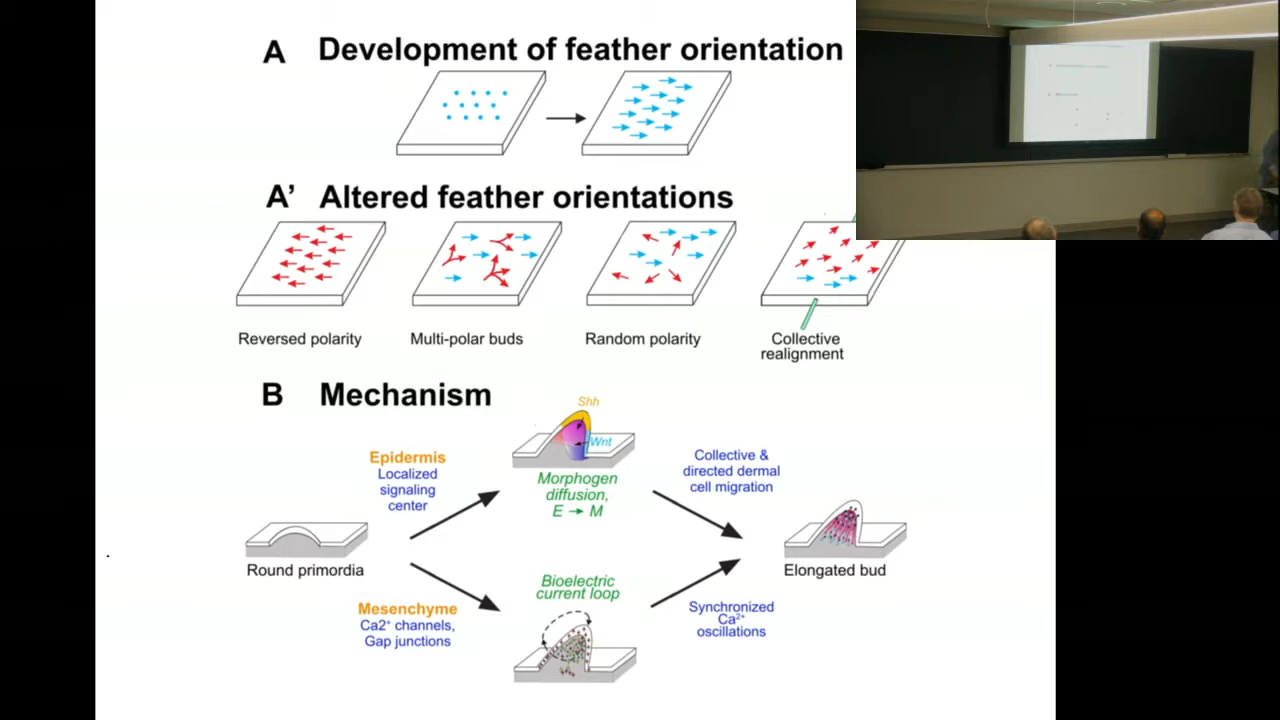 A Development of feather orientation
A' Altered feather orientations
Reversed polarity
Multi-polar buds
Random polarity
Collective
realignment
B Mechanism
Epidermis
Localized
signaling
center
Shh
Wnt
Morphogen
diffusion,
E → M
Collective &
directed dermal
cell migration
Round primordia
Elongated bud
Mesenchyme
Ca2⁺ channels,
Gap junctions
Bioelectric
current loop
Synchronized
Ca²⁺
oscillations